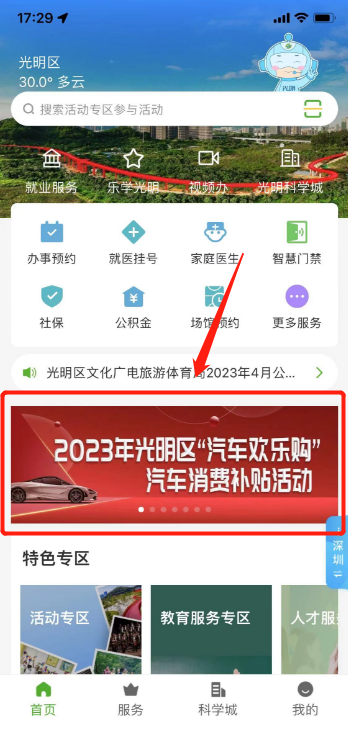 17:29
光明区
30.0° 多云
光明
搜索活动专区参与活动
就业服务
乐学光明
视频办
光明科学城
办事预约
就医挂号
家庭医生
智慧门禁
社保
公积金
场馆预约
更多服务
光明区文化广电旅游体育局2023年4月公...
2023年光明区“汽车欢乐购”
汽车消费补贴活动
深圳
特色专区
活动专区
教育服务专区
人才服
首页
服务
科学城
我的